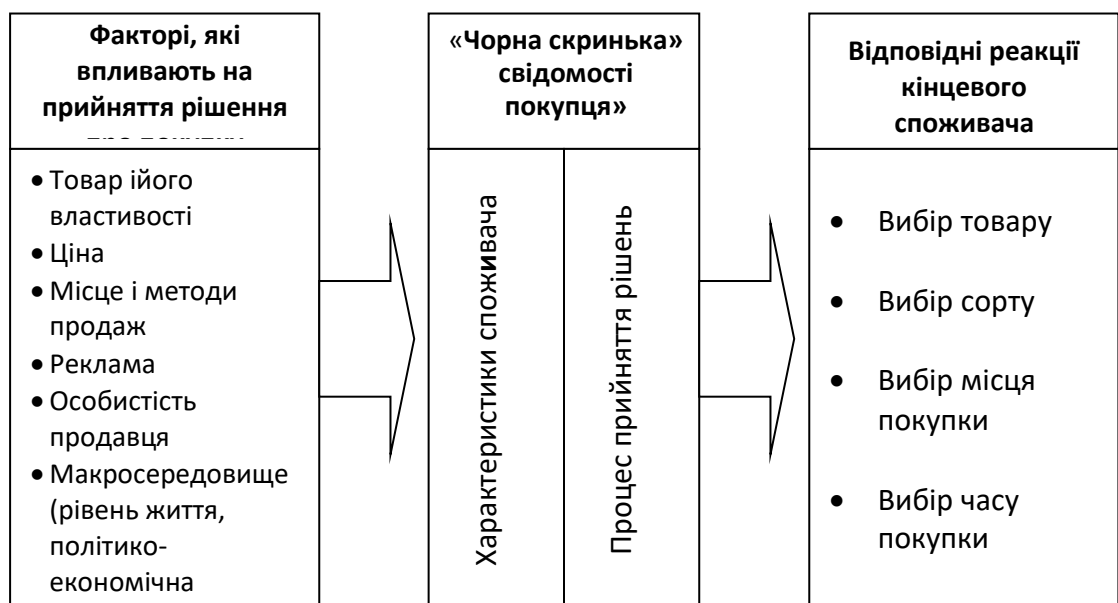 Факторі, які
впливають на
прийняття рішення
• Товар ійого
властивості
• Ціна
• Місце і методи
продаж
• Реклама
• Особистість
продавця
• Макросередовище
(рівень життя,
політико-
економічна
«Чорна скринька»
свідомості
покупця»
Характеристики споживача
Процес прийняття рішень
Відповідні реакції
кінцевого
споживача
• Вибір товару
• Вибір сорту
• Вибір місця
покупки
• Вибір часу
покупки